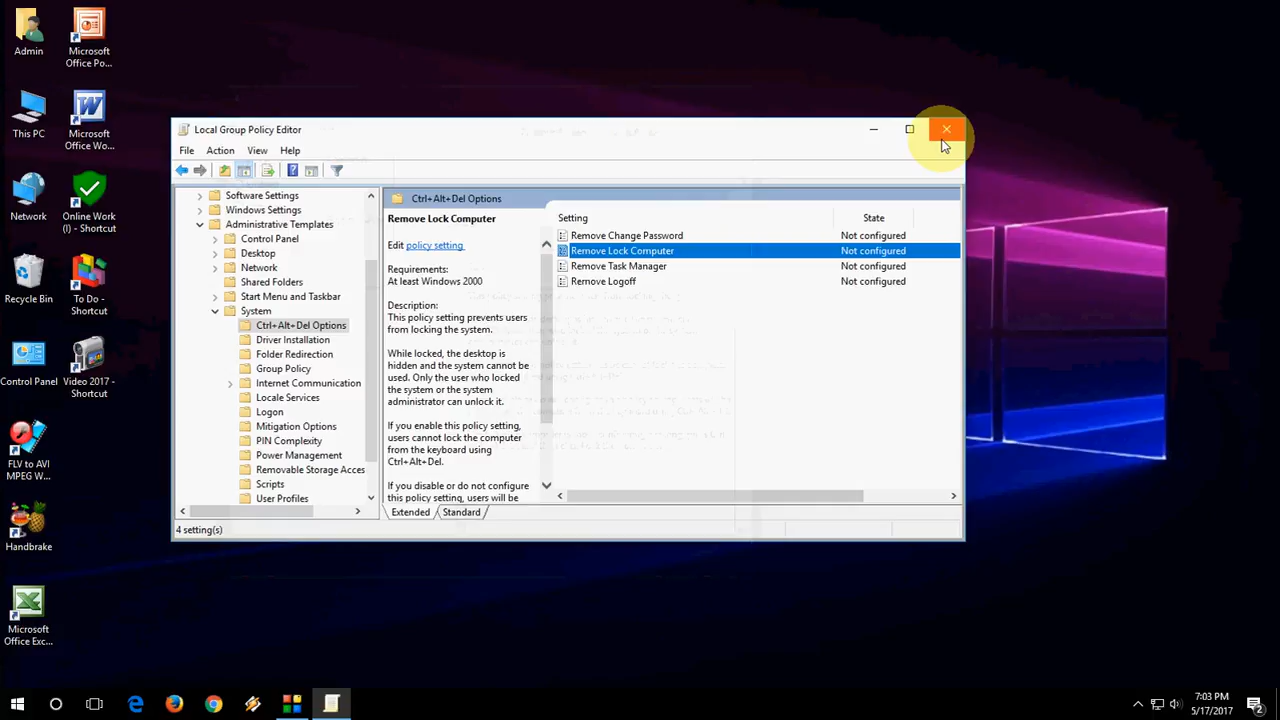 Admin
Microsoft
Office Po...
This PC
Microsoft
Office Wo...
Network
Online Work
(I) - Shortcut
Recycle Bin
To Do -
Shortcut
Control Panel
Video 2017 -
Shortcut
FLV to AVI
MPEG W...
Handbrake
Microsoft
Office Exc...
Local Group Policy Editor
File Action View Help
Software Settings
Windows Settings
Administrative Templates
Control Panel
Desktop
Network
Shared Folders
Start Menu and Taskbar
System
Ctrl+Alt+Del Options
Driver Installation
Folder Redirection
Group Policy
Internet Communication
Locale Services
Logon
Mitigation Options
PIN Complexity
Power Management
Removable Storage Acces
Scripts
User Profiles
Ctrl+Alt+Del Options
Remove Lock Computer
Edit policy setting
Requirements:
At least Windows 2000
Description:
This policy setting prevents users
from locking the system.
While locked, the desktop is
hidden and the system cannot be
used. Only the user who locked
the system or the system
administrator can unlock it.
If you enable this policy setting,
users cannot lock the computer
from the keyboard using
Ctrl+Alt+Del.
If you disable or do not configure
this policy setting, users will be
Setting State
Remove Change Password Not configured
Remove Lock Computer Not configured
Remove Task Manager Not configured
Remove Logoff Not configured
Extended Standard
4 setting(s)
7:03 PM
5/17/2017
2